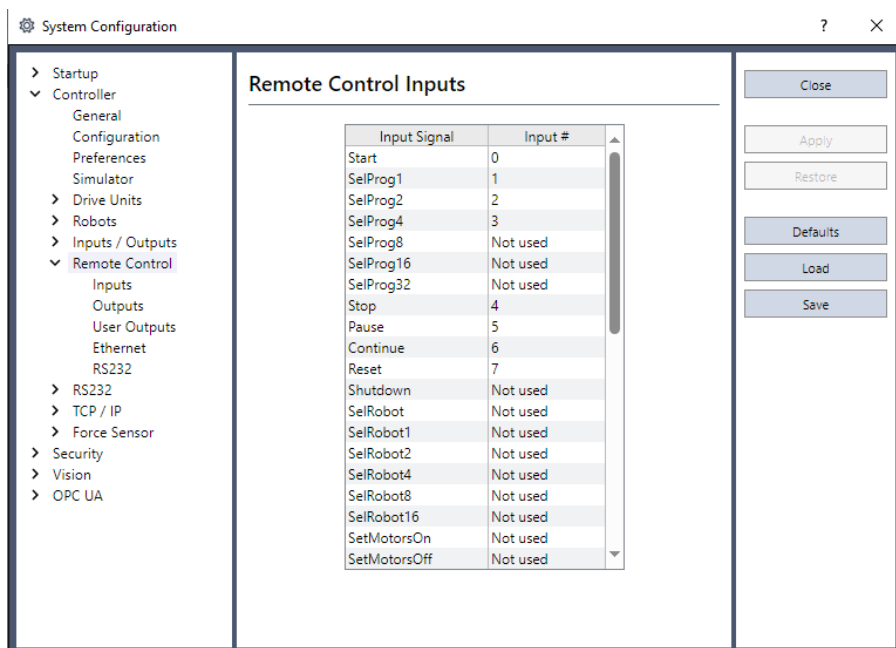 System Configuration
?
Startup
Controller
General
Configuration
Preferences
Simulator
Drive Units
Robots
Inputs / Outputs
Remote Control
Inputs
Outputs
User Outputs
Ethernet
RS232
RS232
TCP / IP
Force Sensor
Security
Vision
OPC UA
Remote Control Inputs
Input Signal Input #
Start 0
SelProg1 1
SelProg2 2
SelProg4 3
SelProg8 Not used
SelProg16 Not used
SelProg32 Not used
Stop 4
Pause 5
Continue 6
Reset 7
Shutdown Not used
SelRobot Not used
SelRobot1 Not used
SelRobot2 Not used
SelRobot4 Not used
SelRobot8 Not used
SelRobot16 Not used
SetMotorsOn Not used
SetMotorsOff Not used
Close
Apply
Restore
Defaults
Load
Save